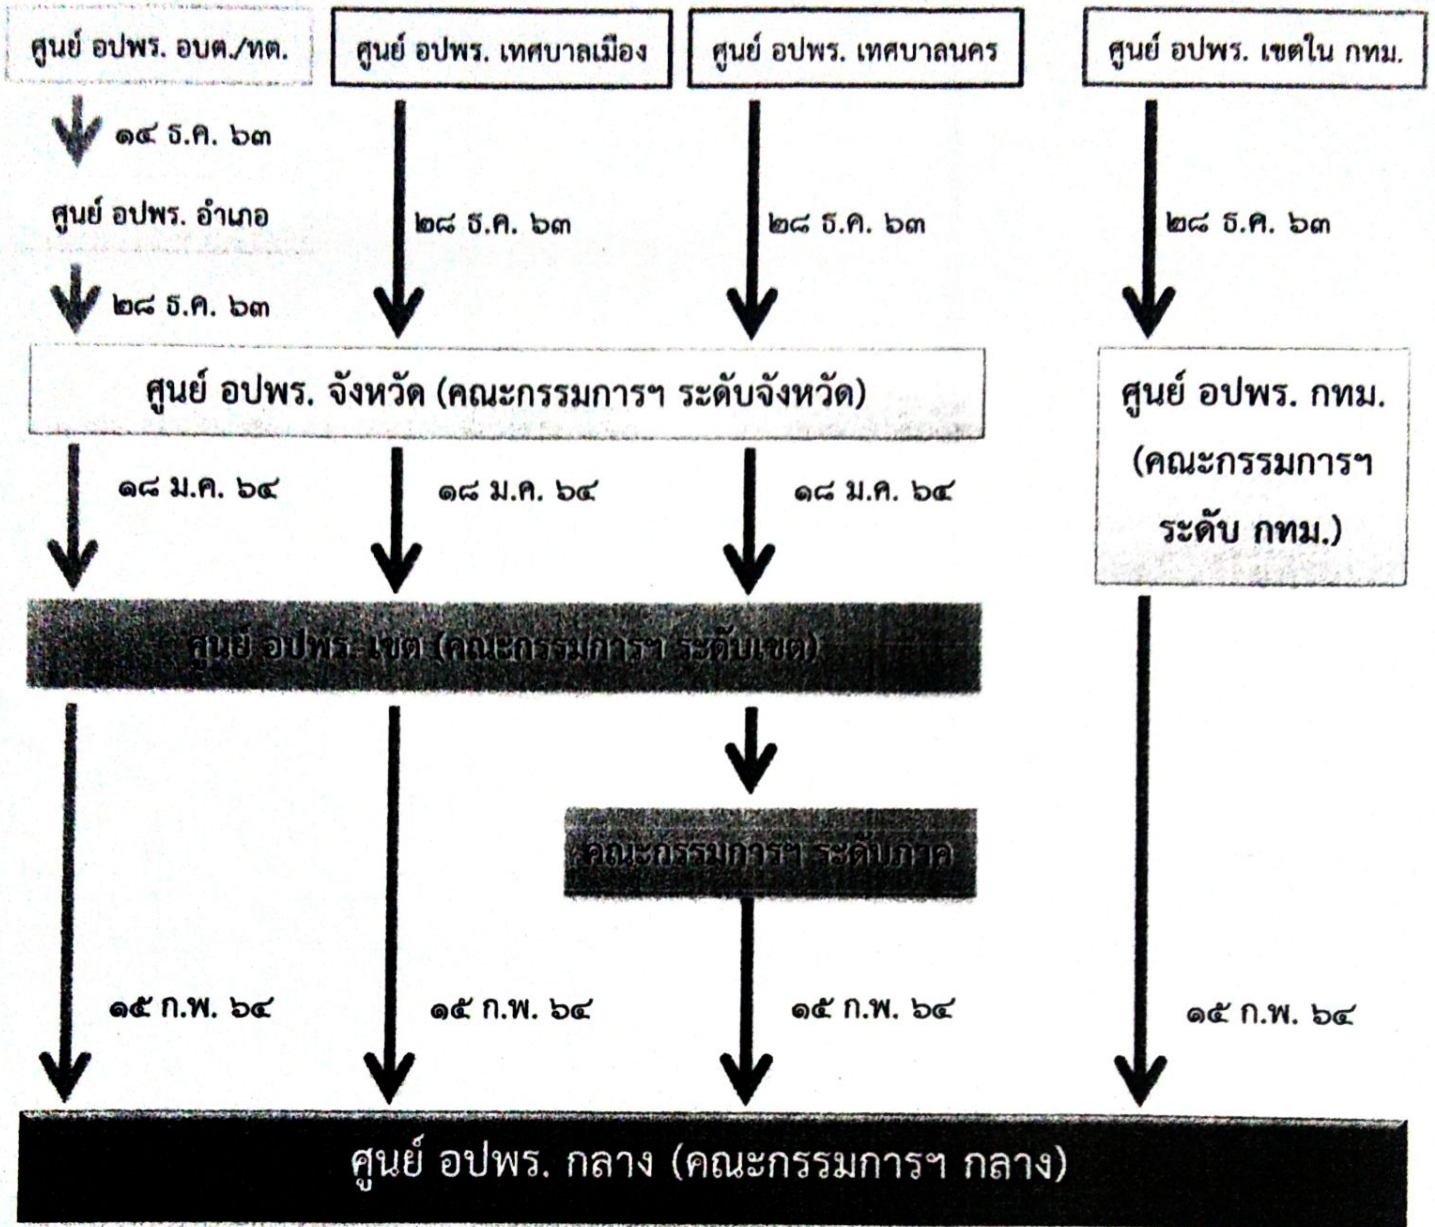 ศูนย์ อปพร. อบต./ทต.
ศูนย์ อปพร. เทศบาลเมือง
ศูนย์ อปพร. เทศบาลนคร
ศูนย์ อปพร. เขตใน กทม.
๑๔ ธ.ค. ๖๓
ศูนย์ อปพร. อำเภอ
๒๘ ธ.ค. ๖๓
๒๘ ธ.ค. ๖๓
๒๘ ธ.ค. ๖๓
๒๘ ธ.ค. ๖๓
ศูนย์ อปพร. จังหวัด (คณะกรรมการฯ ระดับจังหวัด)
ศูนย์ อปพร. กทม.
(คณะกรรมการฯ
ระดับ กทม.)
๑๘ ม.ค. ๖๔
๑๘ ม.ค. ๖๔
๑๘ ม.ค. ๖๔
ศูนย์ อปพร. เขต (คณะกรรมการฯ ระดับเขต)
คณะกรรมการฯ ระดับภาค
๑๕ ก.พ. ๖๔
๑๕ ก.พ. ๖๔
๑๕ ก.พ. ๖๔
๑๕ ก.พ. ๖๔
ศูนย์ อปพร. กลาง (คณะกรรมการฯ กลาง)